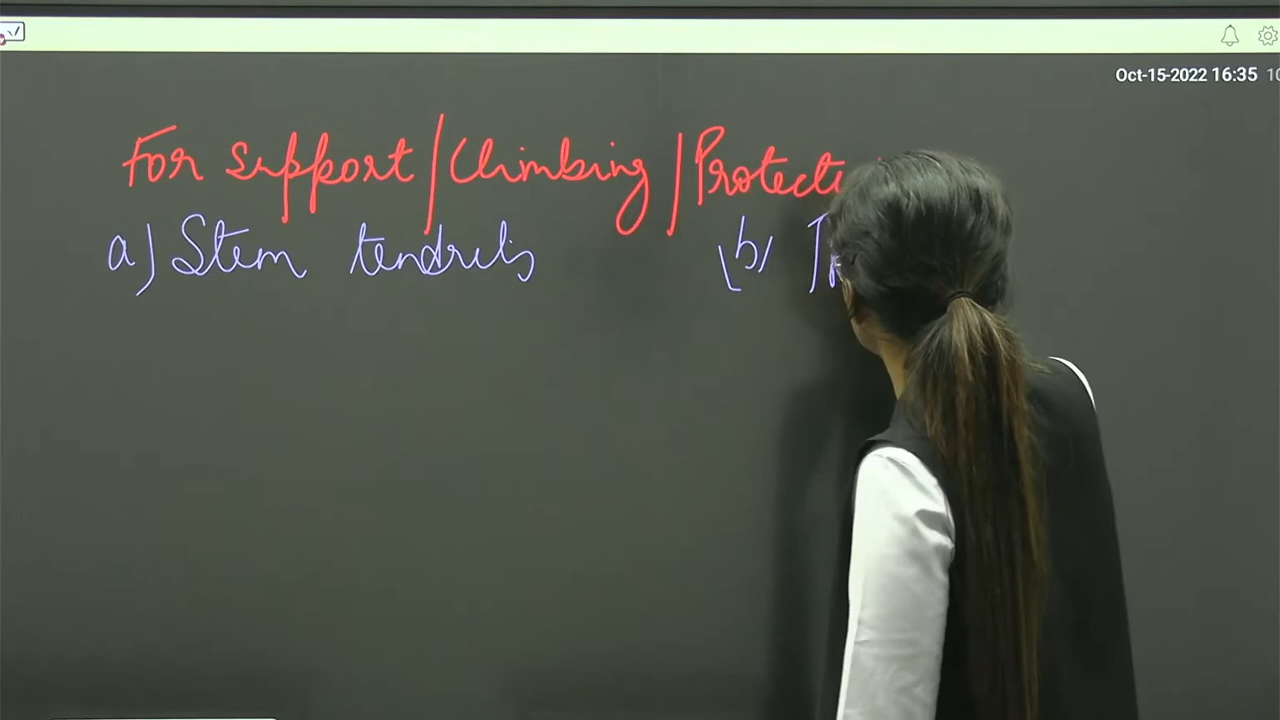 Oct-15-2022 16:35
For support/Climbing/Protecti
a) Stem tendrils
(b)